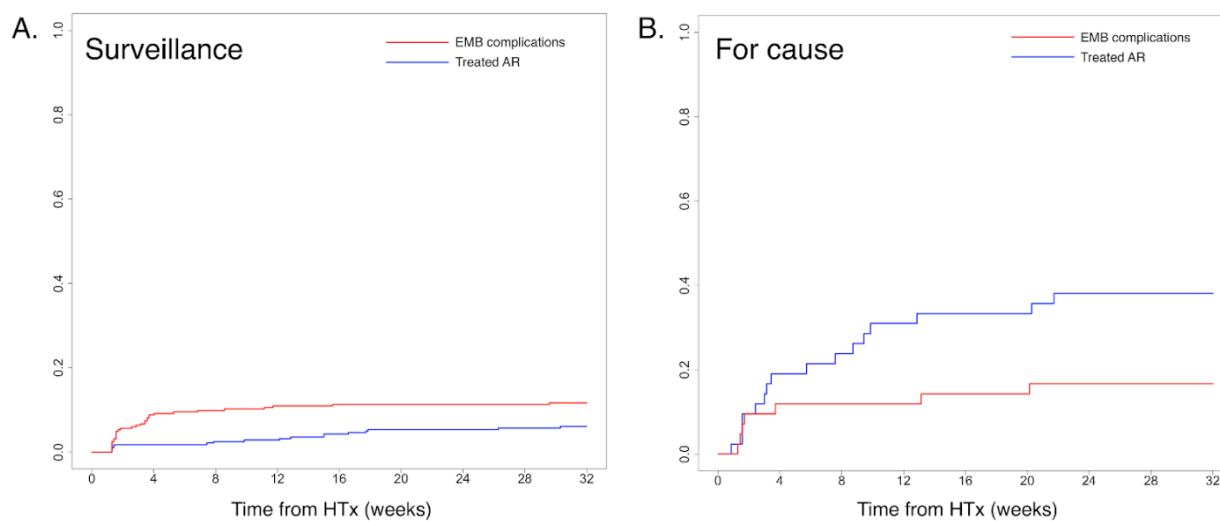 A.
Surveillance
EMB complications
Treated AR
1.0
0.8
0.6
0.4
0.2
0.0
0 4 8 12 16 20 24 28 32
Time from HTx (weeks)
B.
For cause
EMB complications
Treated AR
1.0
0.8
0.6
0.4
0.2
0.0
0 4 8 12 16 20 24 28 32
Time from HTx (weeks)